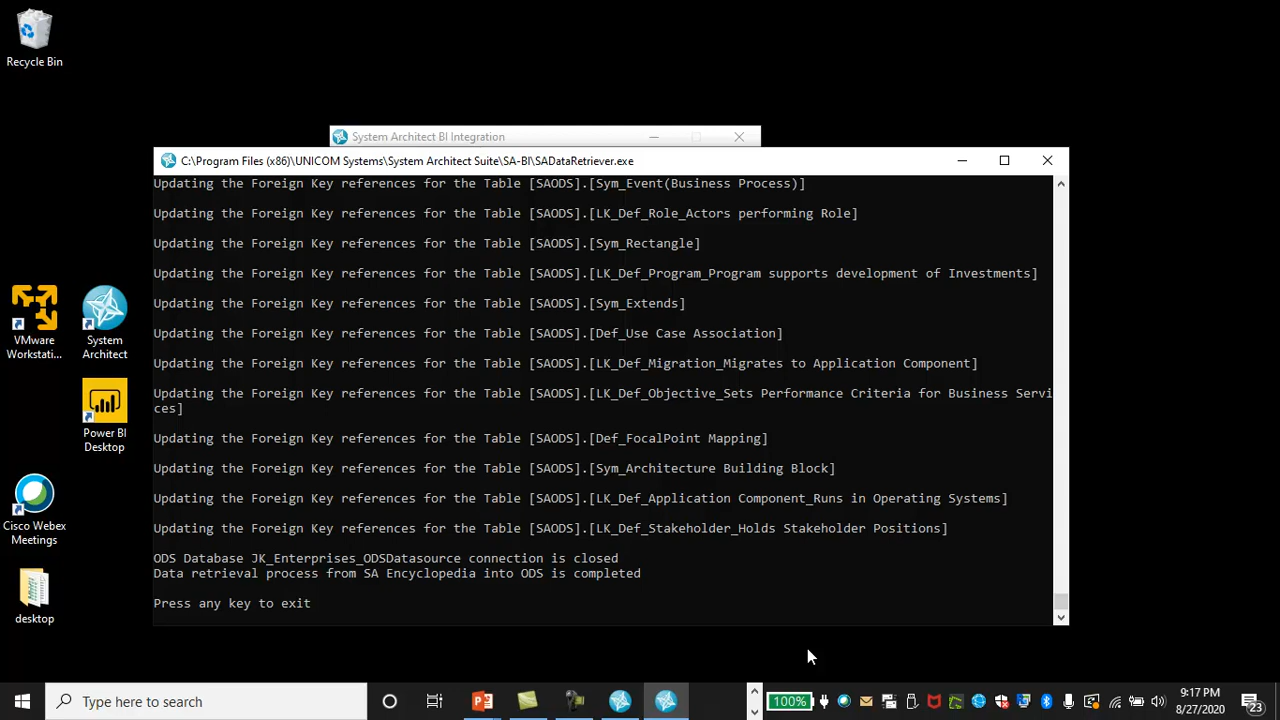 Recycle Bin
System Architect BI Integration
C:\Program Files (x86)\UNICOM Systems\System Architect Suite\SA-BI\SADataRetriever.exe
Updating the Foreign Key references for the Table [SAODS].[Sym_Event(Business Process)]
Updating the Foreign Key references for the Table [SAODS].[LK_Def_Role_Actors performing Role]
Updating the Foreign Key references for the Table [SAODS].[Sym_Rectangle]
Updating the Foreign Key references for the Table [SAODS].[LK_Def_Program_Program supports development of Investments]
Updating the Foreign Key references for the Table [SAODS].[Sym_Extends]
Updating the Foreign Key references for the Table [SAODS].[Def_Use Case Association]
Updating the Foreign Key references for the Table [SAODS].[LK_Def_Migration_Migrates to Application Component]
Updating the Foreign Key references for the Table [SAODS].[LK_Def_Objective_Sets Performance Criteria for Business Servi
ces]
Updating the Foreign Key references for the Table [SAODS].[Def_FocalPoint Mapping]
Updating the Foreign Key references for the Table [SAODS].[Sym_Architecture Building Block]
Updating the Foreign Key references for the Table [SAODS].[LK_Def_Application Component_Runs in Operating Systems]
Updating the Foreign Key references for the Table [SAODS].[LK_Def_Stakeholder_Holds Stakeholder Positions]
ODS Database JK_Enterprises_ODSDatasource connection is closed
Data retrieval process from SA Encyclopedia into ODS is completed
Press any key to exit
VMware
Workstati...
System
Architect
Power BI
Desktop
Cisco Webex
Meetings
desktop
Type here to search
100%
9:17 PM
8/27/2020
23